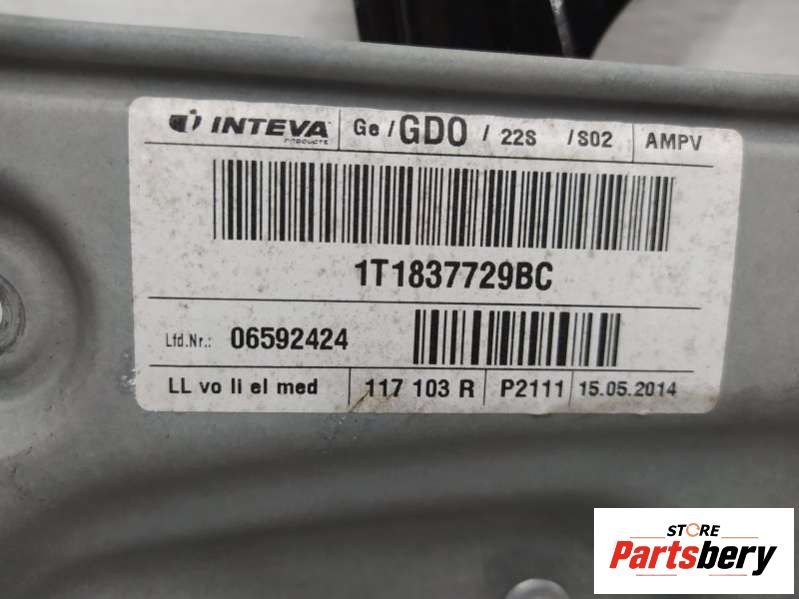 INTEVA
PRODUCTS
Ge / GDO / 22S / S02
AMPV
1T1837729BC
Lfd.Nr.: 06592424
LL vo li el med
117 103 R
P2111
15.05.2014
STORE
Partsbery